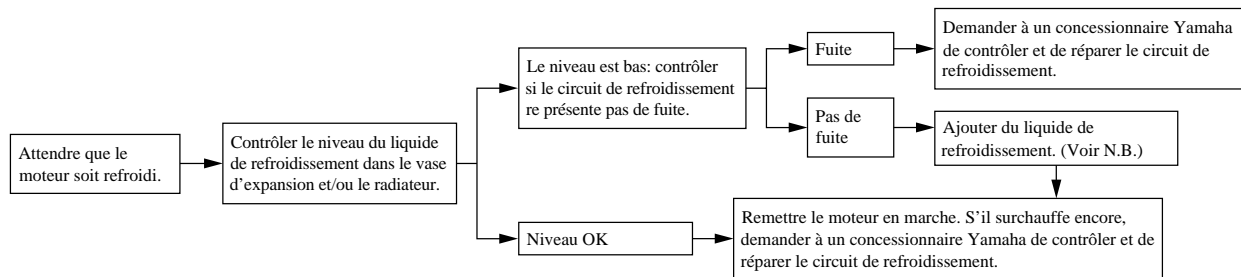 Attendre que le
moteur soit refroidi.
Contrôler le niveau du liquide
de refroidissement dans le vase
d’expansion et/ou le radiateur.
Le niveau est bas: contrôler
si le circuit de refroidissement
re présente pas de fuite.
Fuite
Demander à un concessionnaire Yamaha
de contrôler et de réparer le circuit de
refroidissement.
Pas de
fuite
Ajouter du liquide de
refroidissement. (Voir N.B.)
Niveau OK
Remettre le moteur en marche. S’il surchauffe encore,
demander à un concessionnaire Yamaha de contrôler et de
réparer le circuit de refroidissement.